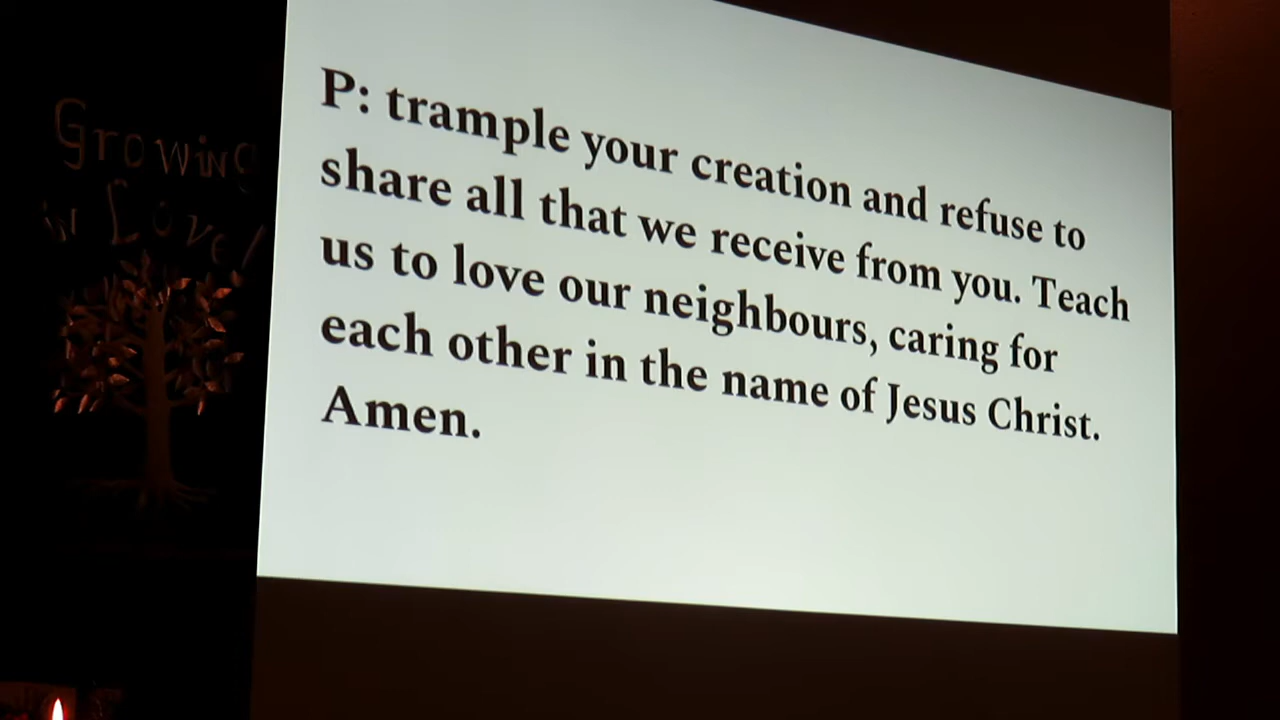 Growing
in Love!
P: trample your creation and refuse to
share all that we receive from you. Teach
us to love our neighbours, caring for
each other in the name of Jesus Christ.
Amen.